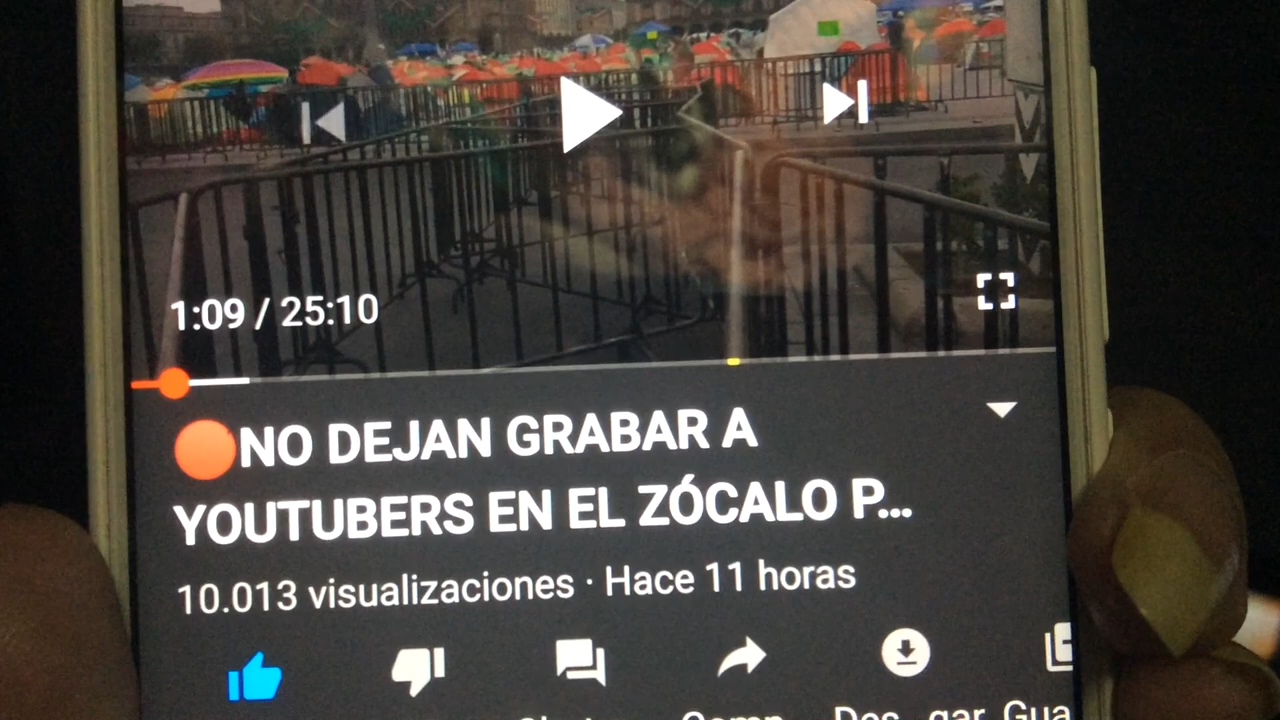 1:09 / 25:10
NO DEJAN GRABAR A
YOUTUBERS EN EL ZÓCALO P...
10.013 visualizaciones · Hace 11 horas